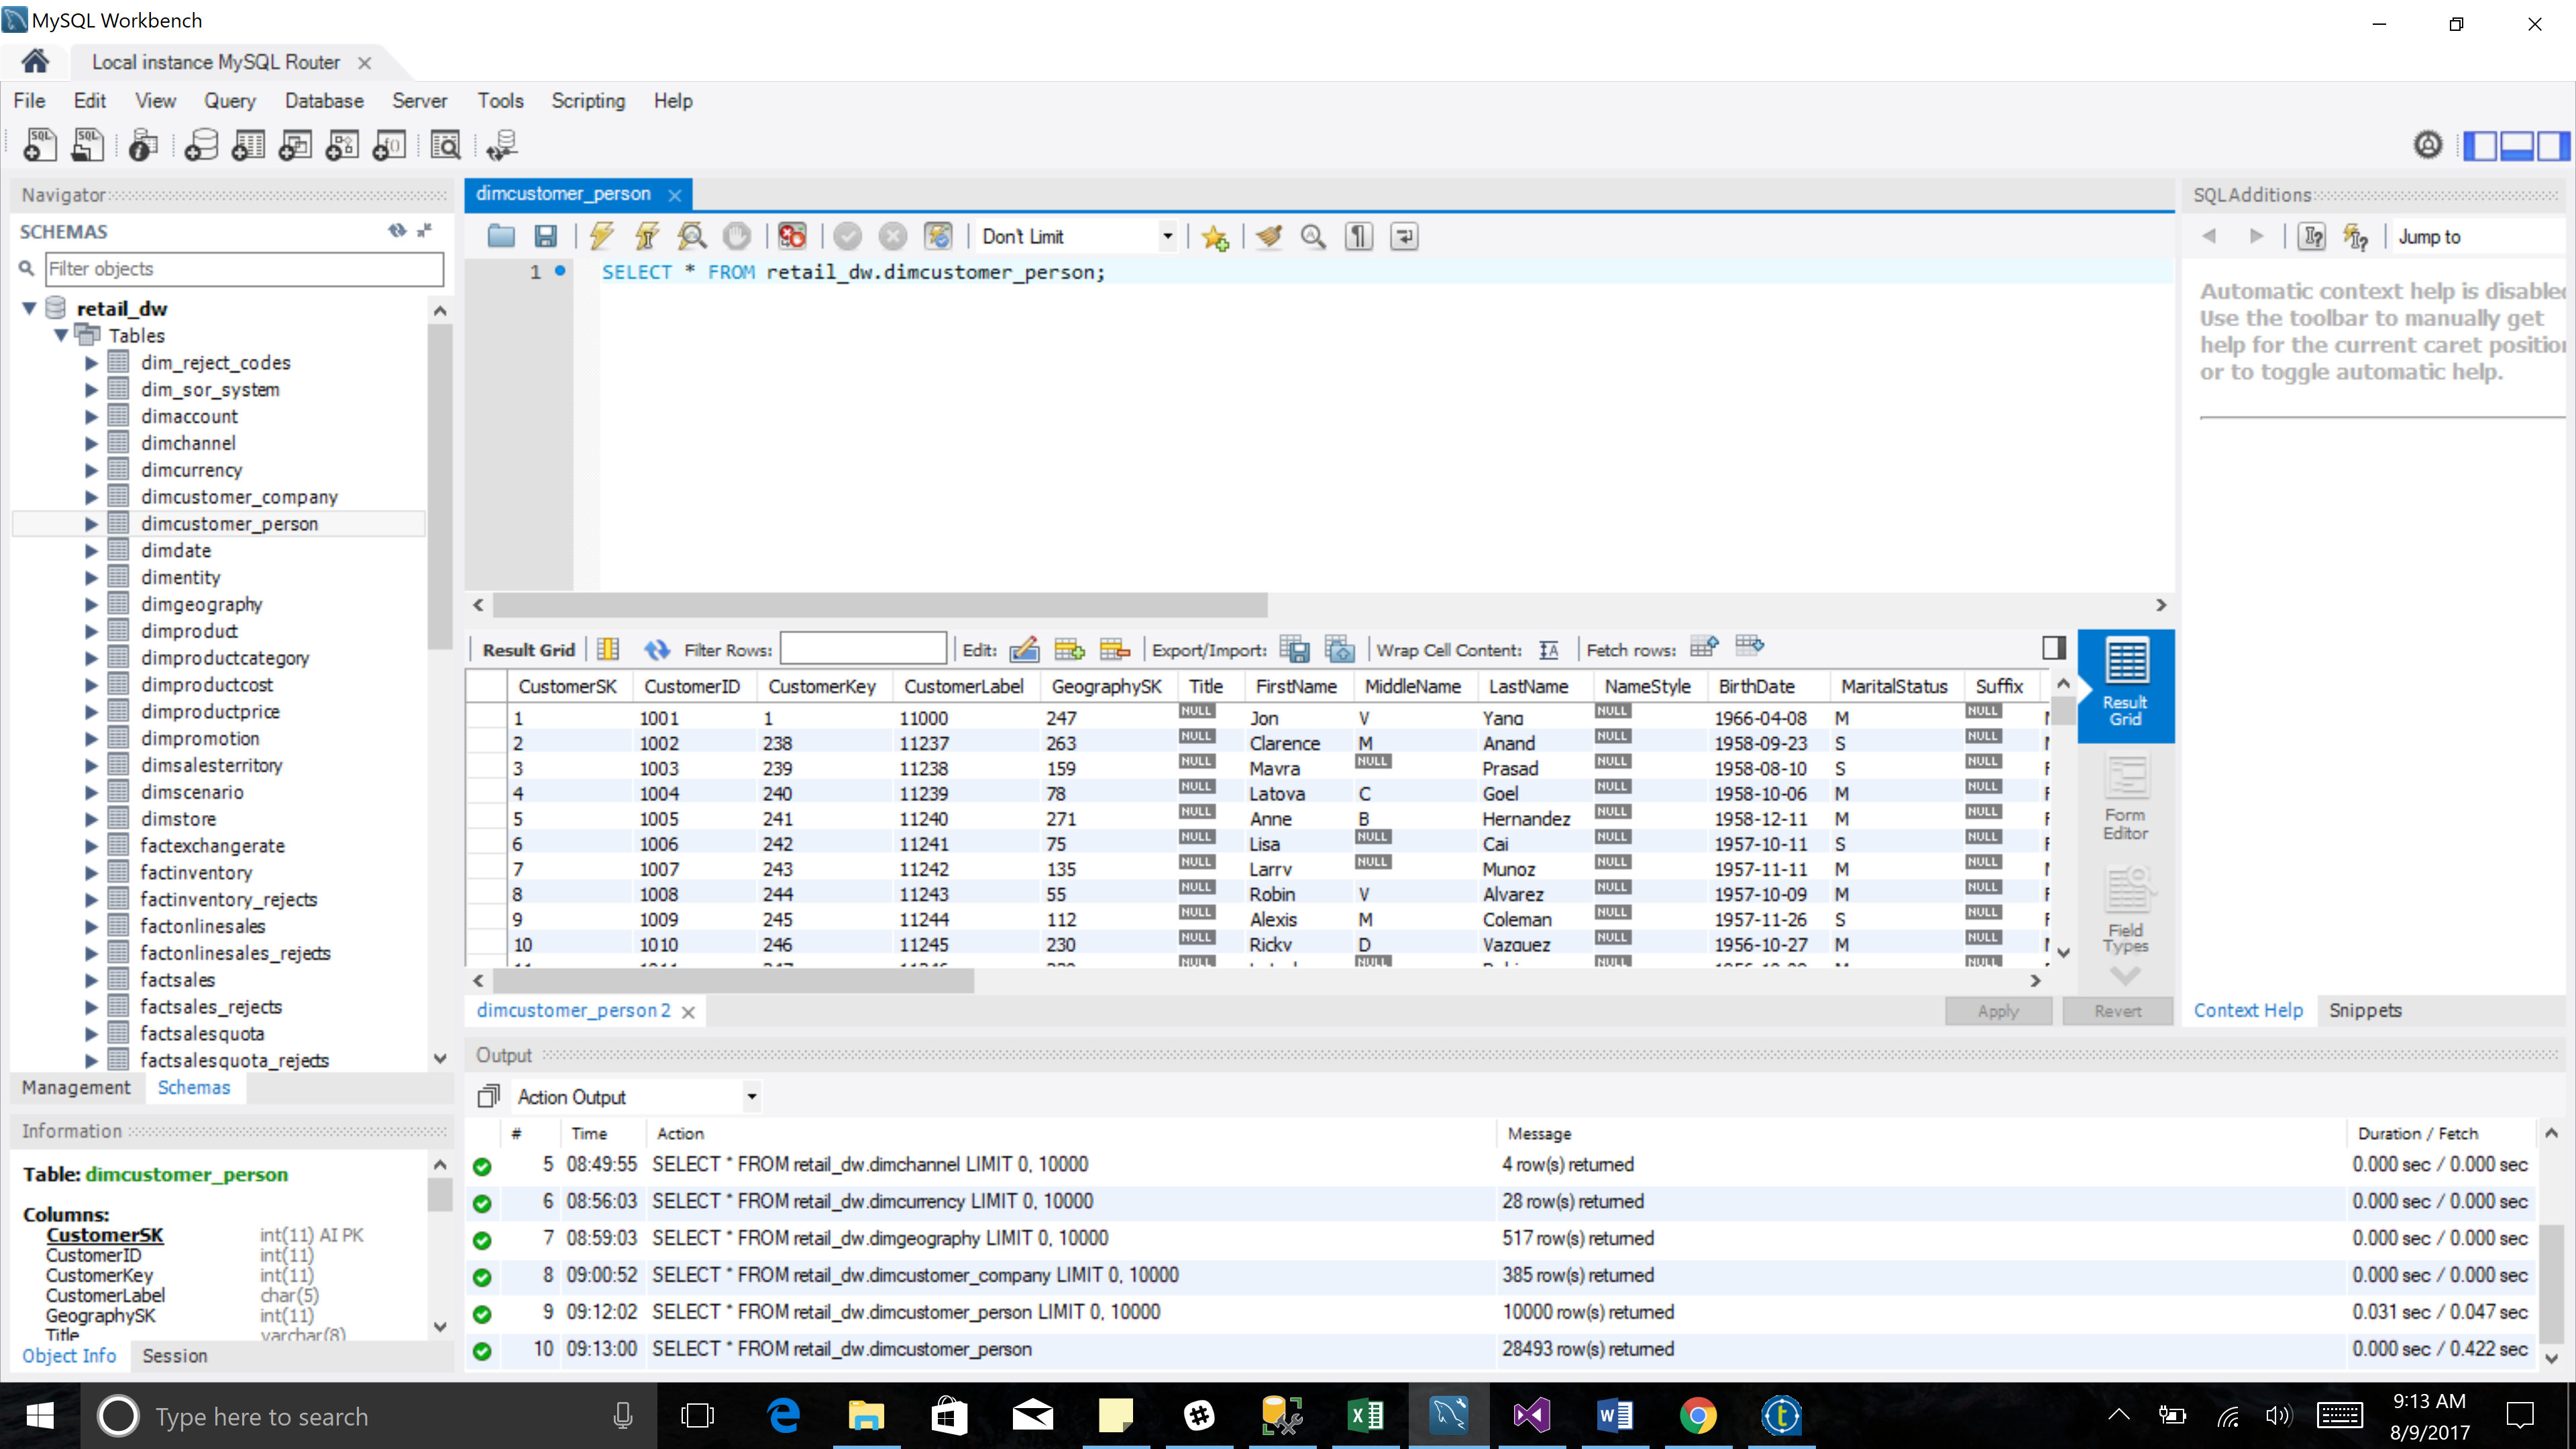 MySQL Workbench
Local instance MySQL Router
File Edit View Query Database Server Tools Scripting Help
Navigator
SCHEMAS
Filter objects
retail_dw
Tables
dim_reject_codes
dim_sor_system
dimaccount
dimchannel
dimcurrency
dimcustomer_company
dimcustomer_person
dimdate
dimentity
dimgeography
dimproduct
dimproductcategory
dimproductcost
dimproductprice
dimpromotion
dimsalesterritory
dimscenario
dimstore
factexchangerate
factinventory
factinventory_rejects
factonlinesales
factonlinesales_rejects
factsales
factsales_rejects
factsalesquota
factsalesquota_rejects
Management Schemas
Information
Table: dimcustomer_person
Columns:
CustomerSK int(11) AI PK
CustomerID int(11)
CustomerKey int(11)
CustomerLabel char(5)
GeographySK int(11)
Title varchar(8)
Object Info Session
dimcustomer_person
Don't Limit
1 SELECT * FROM retail_dw.dimcustomer_person;
Result Grid Filter Rows: Edit: Export/Import: Wrap Cell Content: Fetch rows:
CustomerSK CustomerID CustomerKey CustomerLabel GeographySK Title FirstName MiddleName LastName NameStyle BirthDate MaritalStatus Suffix
1 1001 1 11000 247 NULL Jon V Yang NULL 1966-04-08 M NULL
2 1002 238 11237 263 NULL Clarence M Anand NULL 1958-09-23 S NULL
3 1003 239 11238 159 NULL Mayra NULL Prasad NULL 1958-08-10 S NULL
4 1004 240 11239 78 NULL Latoya C Goel NULL 1958-10-06 M NULL
5 1005 241 11240 271 NULL Anne B Hernandez NULL 1958-12-11 M NULL
6 1006 242 11241 75 NULL Lisa NULL Cai NULL 1957-10-11 S NULL
7 1007 243 11242 135 NULL Larry NULL Munoz NULL 1957-11-11 M NULL
8 1008 244 11243 55 NULL Robin V Alvarez NULL 1957-10-09 M NULL
9 1009 245 11244 112 NULL Alexis M Coleman NULL 1957-11-26 S NULL
10 1010 246 11245 230 NULL Ricky D Vazquez NULL 1956-10-27 M NULL
NULL NULL NULL NULL
Result
Grid
Form
Editor
Field
Types
dimcustomer_person 2
Apply Revert
SQLAdditions
Jump to
Automatic context help is disabled
Use the toolbar to manually get
help for the current caret position
or to toggle automatic help.
Context Help Snippets
Output
Action Output
# Time Action Message Duration / Fetch
5 08:49:55 SELECT * FROM retail_dw.dimchannel LIMIT 0, 10000 4 row(s) returned 0.000 sec / 0.000 sec
6 08:56:03 SELECT * FROM retail_dw.dimcurrency LIMIT 0, 10000 28 row(s) returned 0.000 sec / 0.000 sec
7 08:59:03 SELECT * FROM retail_dw.dimgeography LIMIT 0, 10000 517 row(s) returned 0.000 sec / 0.000 sec
8 09:00:52 SELECT * FROM retail_dw.dimcustomer_company LIMIT 0, 10000 385 row(s) returned 0.000 sec / 0.000 sec
9 09:12:02 SELECT * FROM retail_dw.dimcustomer_person LIMIT 0, 10000 10000 row(s) returned 0.031 sec / 0.047 sec
10 09:13:00 SELECT * FROM retail_dw.dimcustomer_person 28493 row(s) returned 0.000 sec / 0.422 sec
Type here to search
9:13 AM
8/9/2017